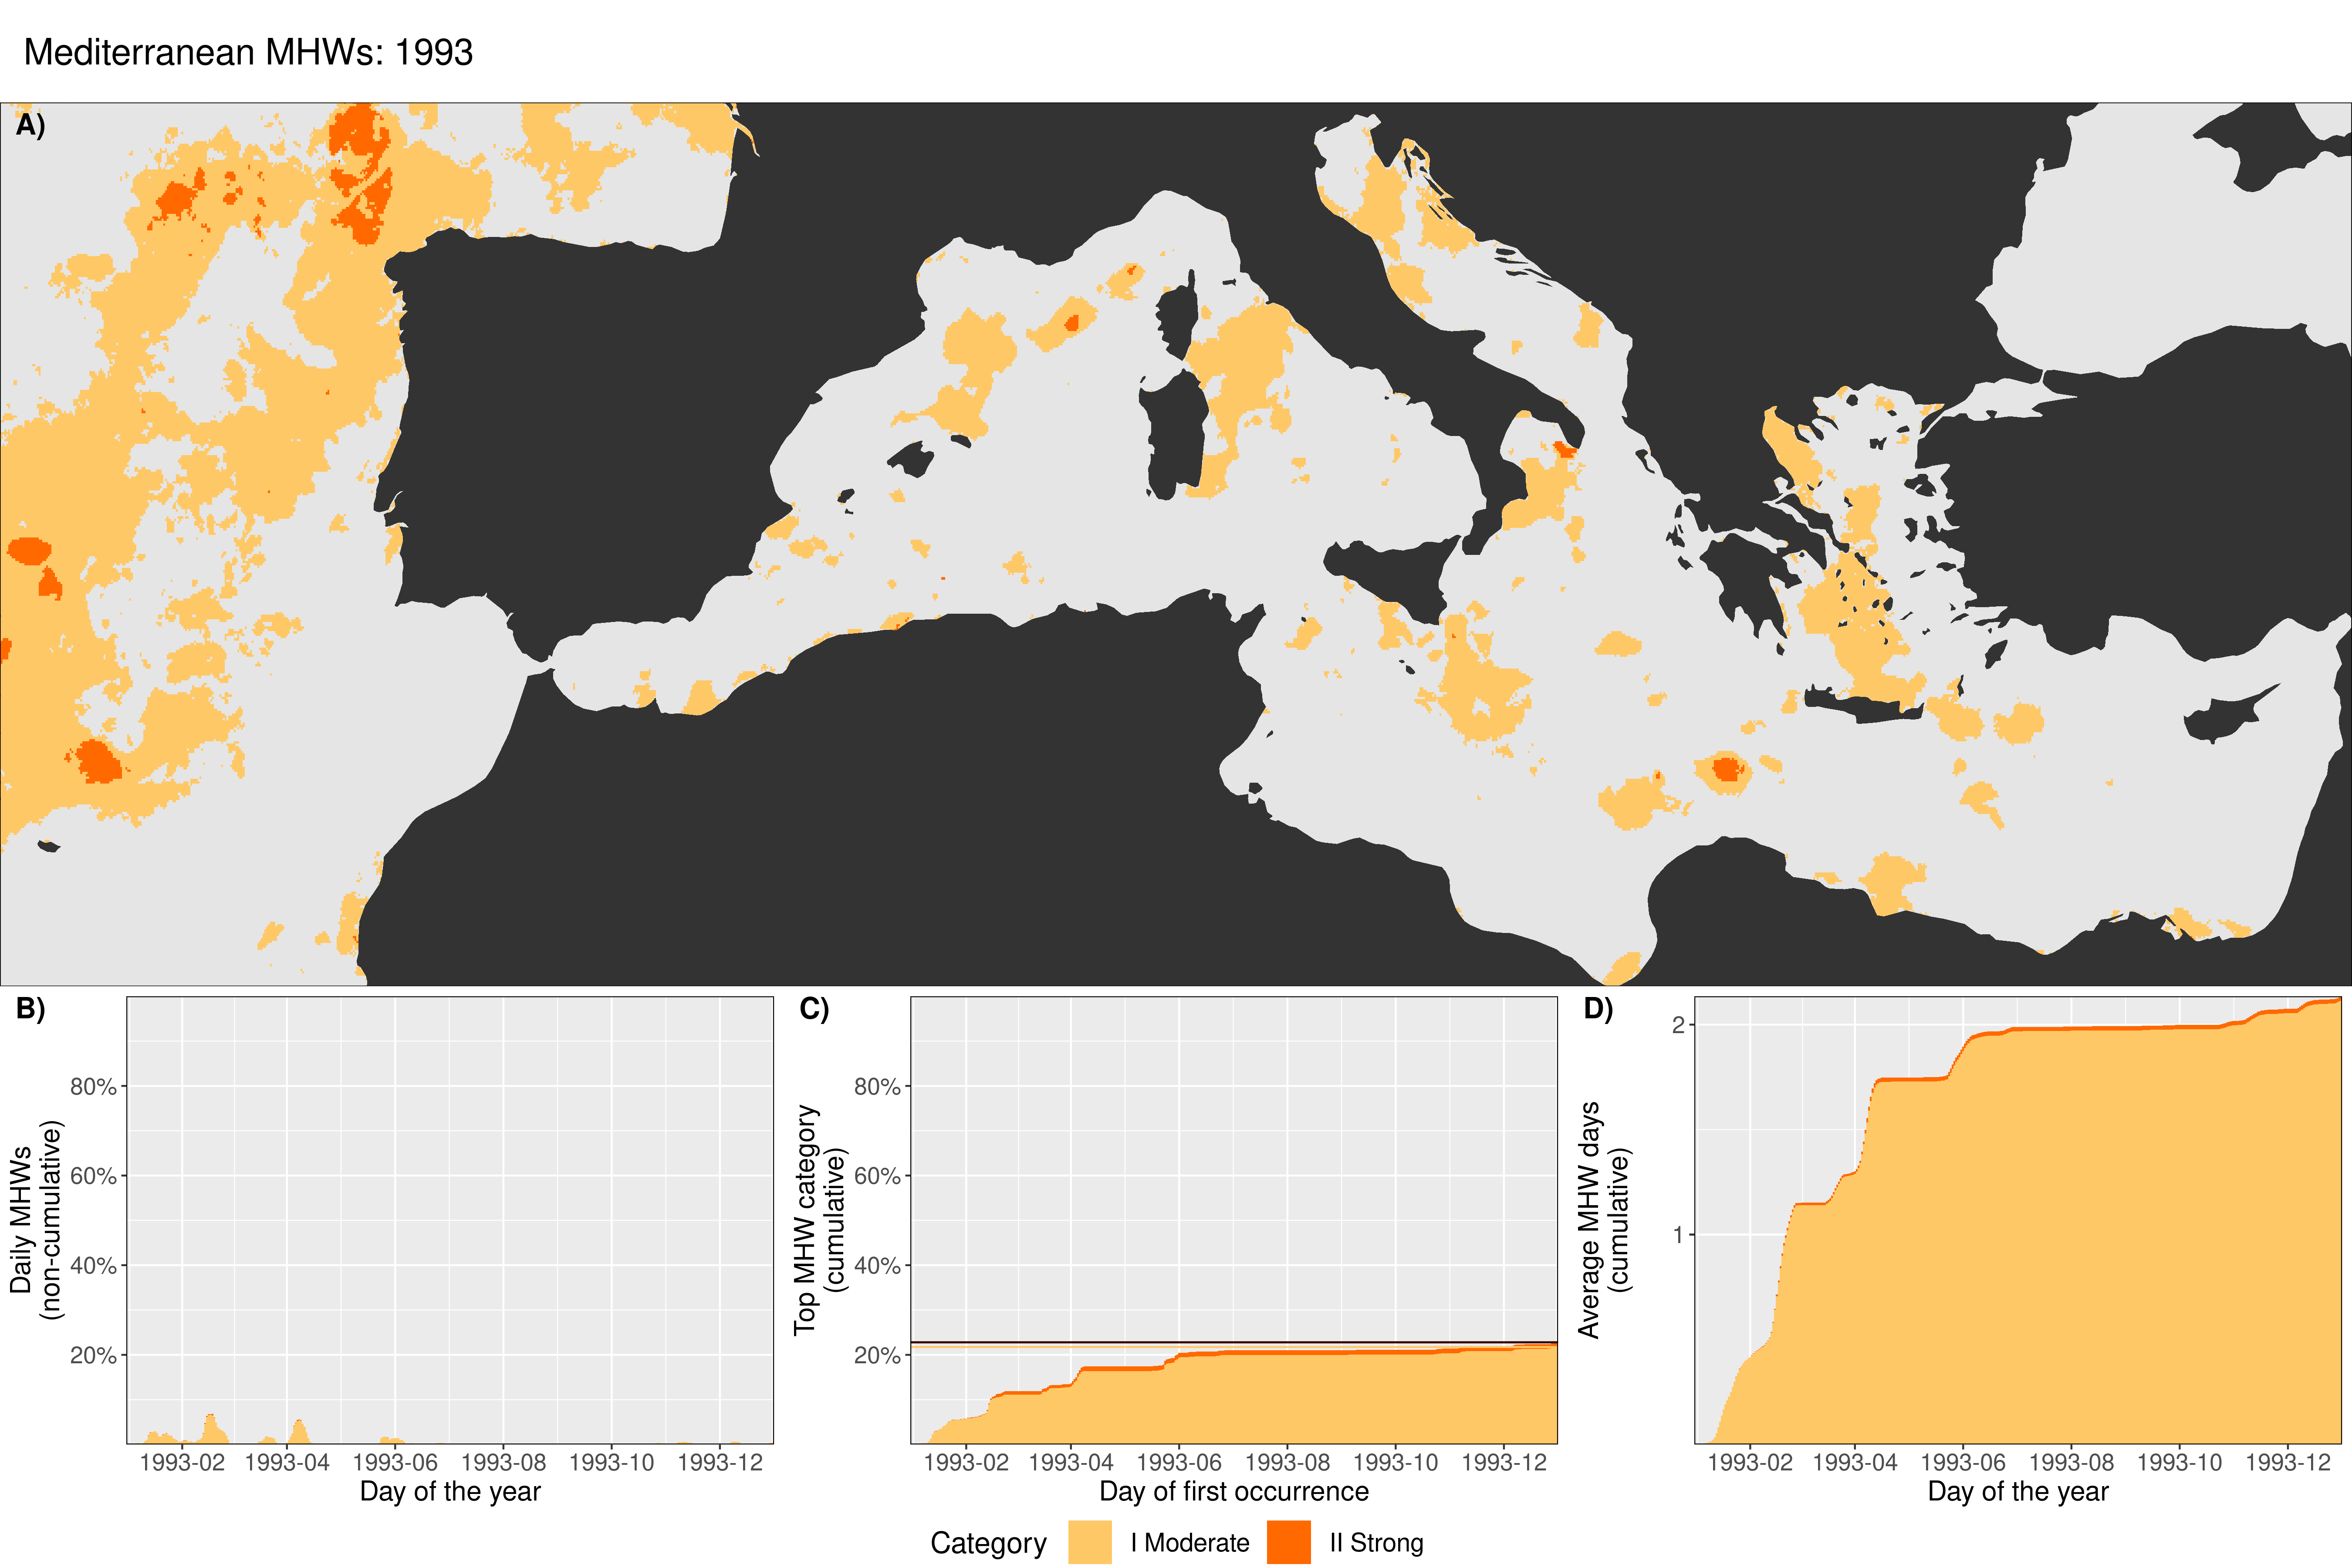 Mediterranean MHWs: 1993
A)
B)
80%
60%
40%
20%
Daily MHWs
(non-cumulative)
1993-02 1993-04 1993-06 1993-08 1993-10 1993-12
Day of the year
C)
80%
60%
40%
20%
Top MHW category
(cumulative)
1993-02 1993-04 1993-06 1993-08 1993-10 1993-12
Day of first occurrence
D)
2
1
Average MHW days
(cumulative)
1993-02 1993-04 1993-06 1993-08 1993-10 1993-12
Day of the year
Category I Moderate II Strong